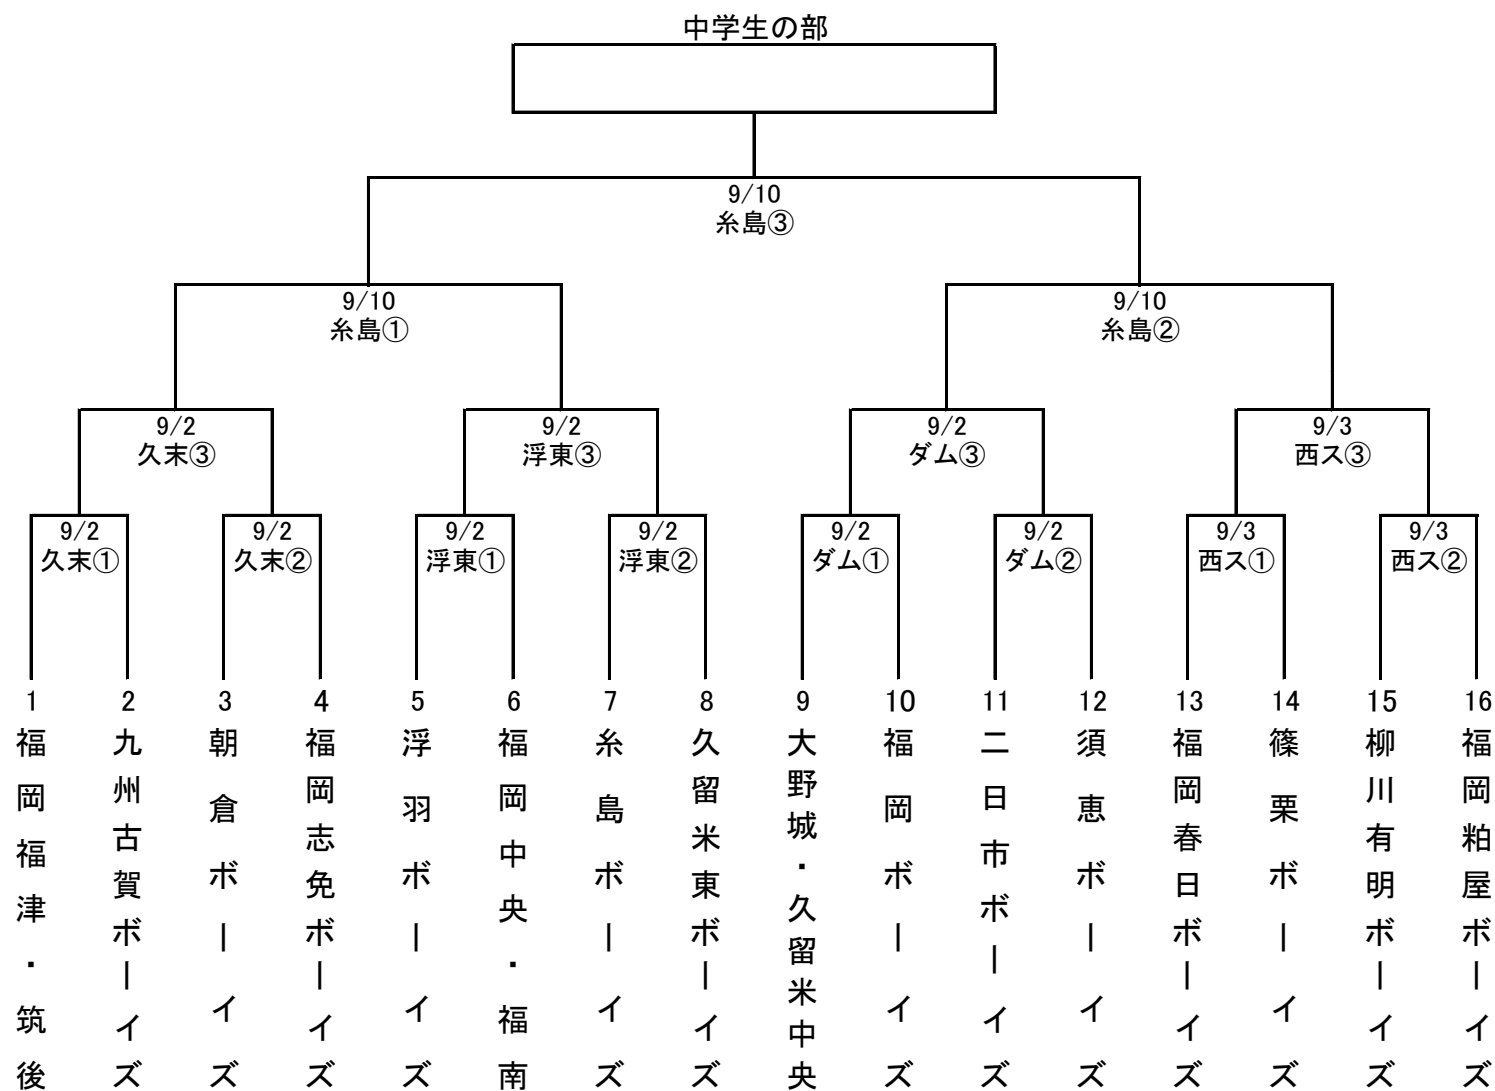 中学生の部
9/10
糸島③
9/10
糸島①
9/10
糸島②
9/2
久末③
9/2
浮東③
9/2
ダム③
9/3
西ス③
9/2
久末①
9/2
久末②
9/2
浮東①
9/2
浮東②
9/2
ダム①
9/2
ダム②
9/3
西ス①
9/3
西ス②
1
福岡福津・筑後
2
九州古賀ボーイズ
3
朝倉ボーイズ
4
福岡志免ボーイズ
5
浮羽ボーイズ
6
福岡中央・福南
7
糸島ボーイズ
8
久留米東ボーイズ
9
大野城・久留米中央
10
福岡ボーイズ
11
二日市ボーイズ
12
須恵ボーイズ
13
福岡春日ボーイズ
14
篠栗ボーイズ
15
柳川有明ボーイズ
16
福岡粕屋ボーイズ